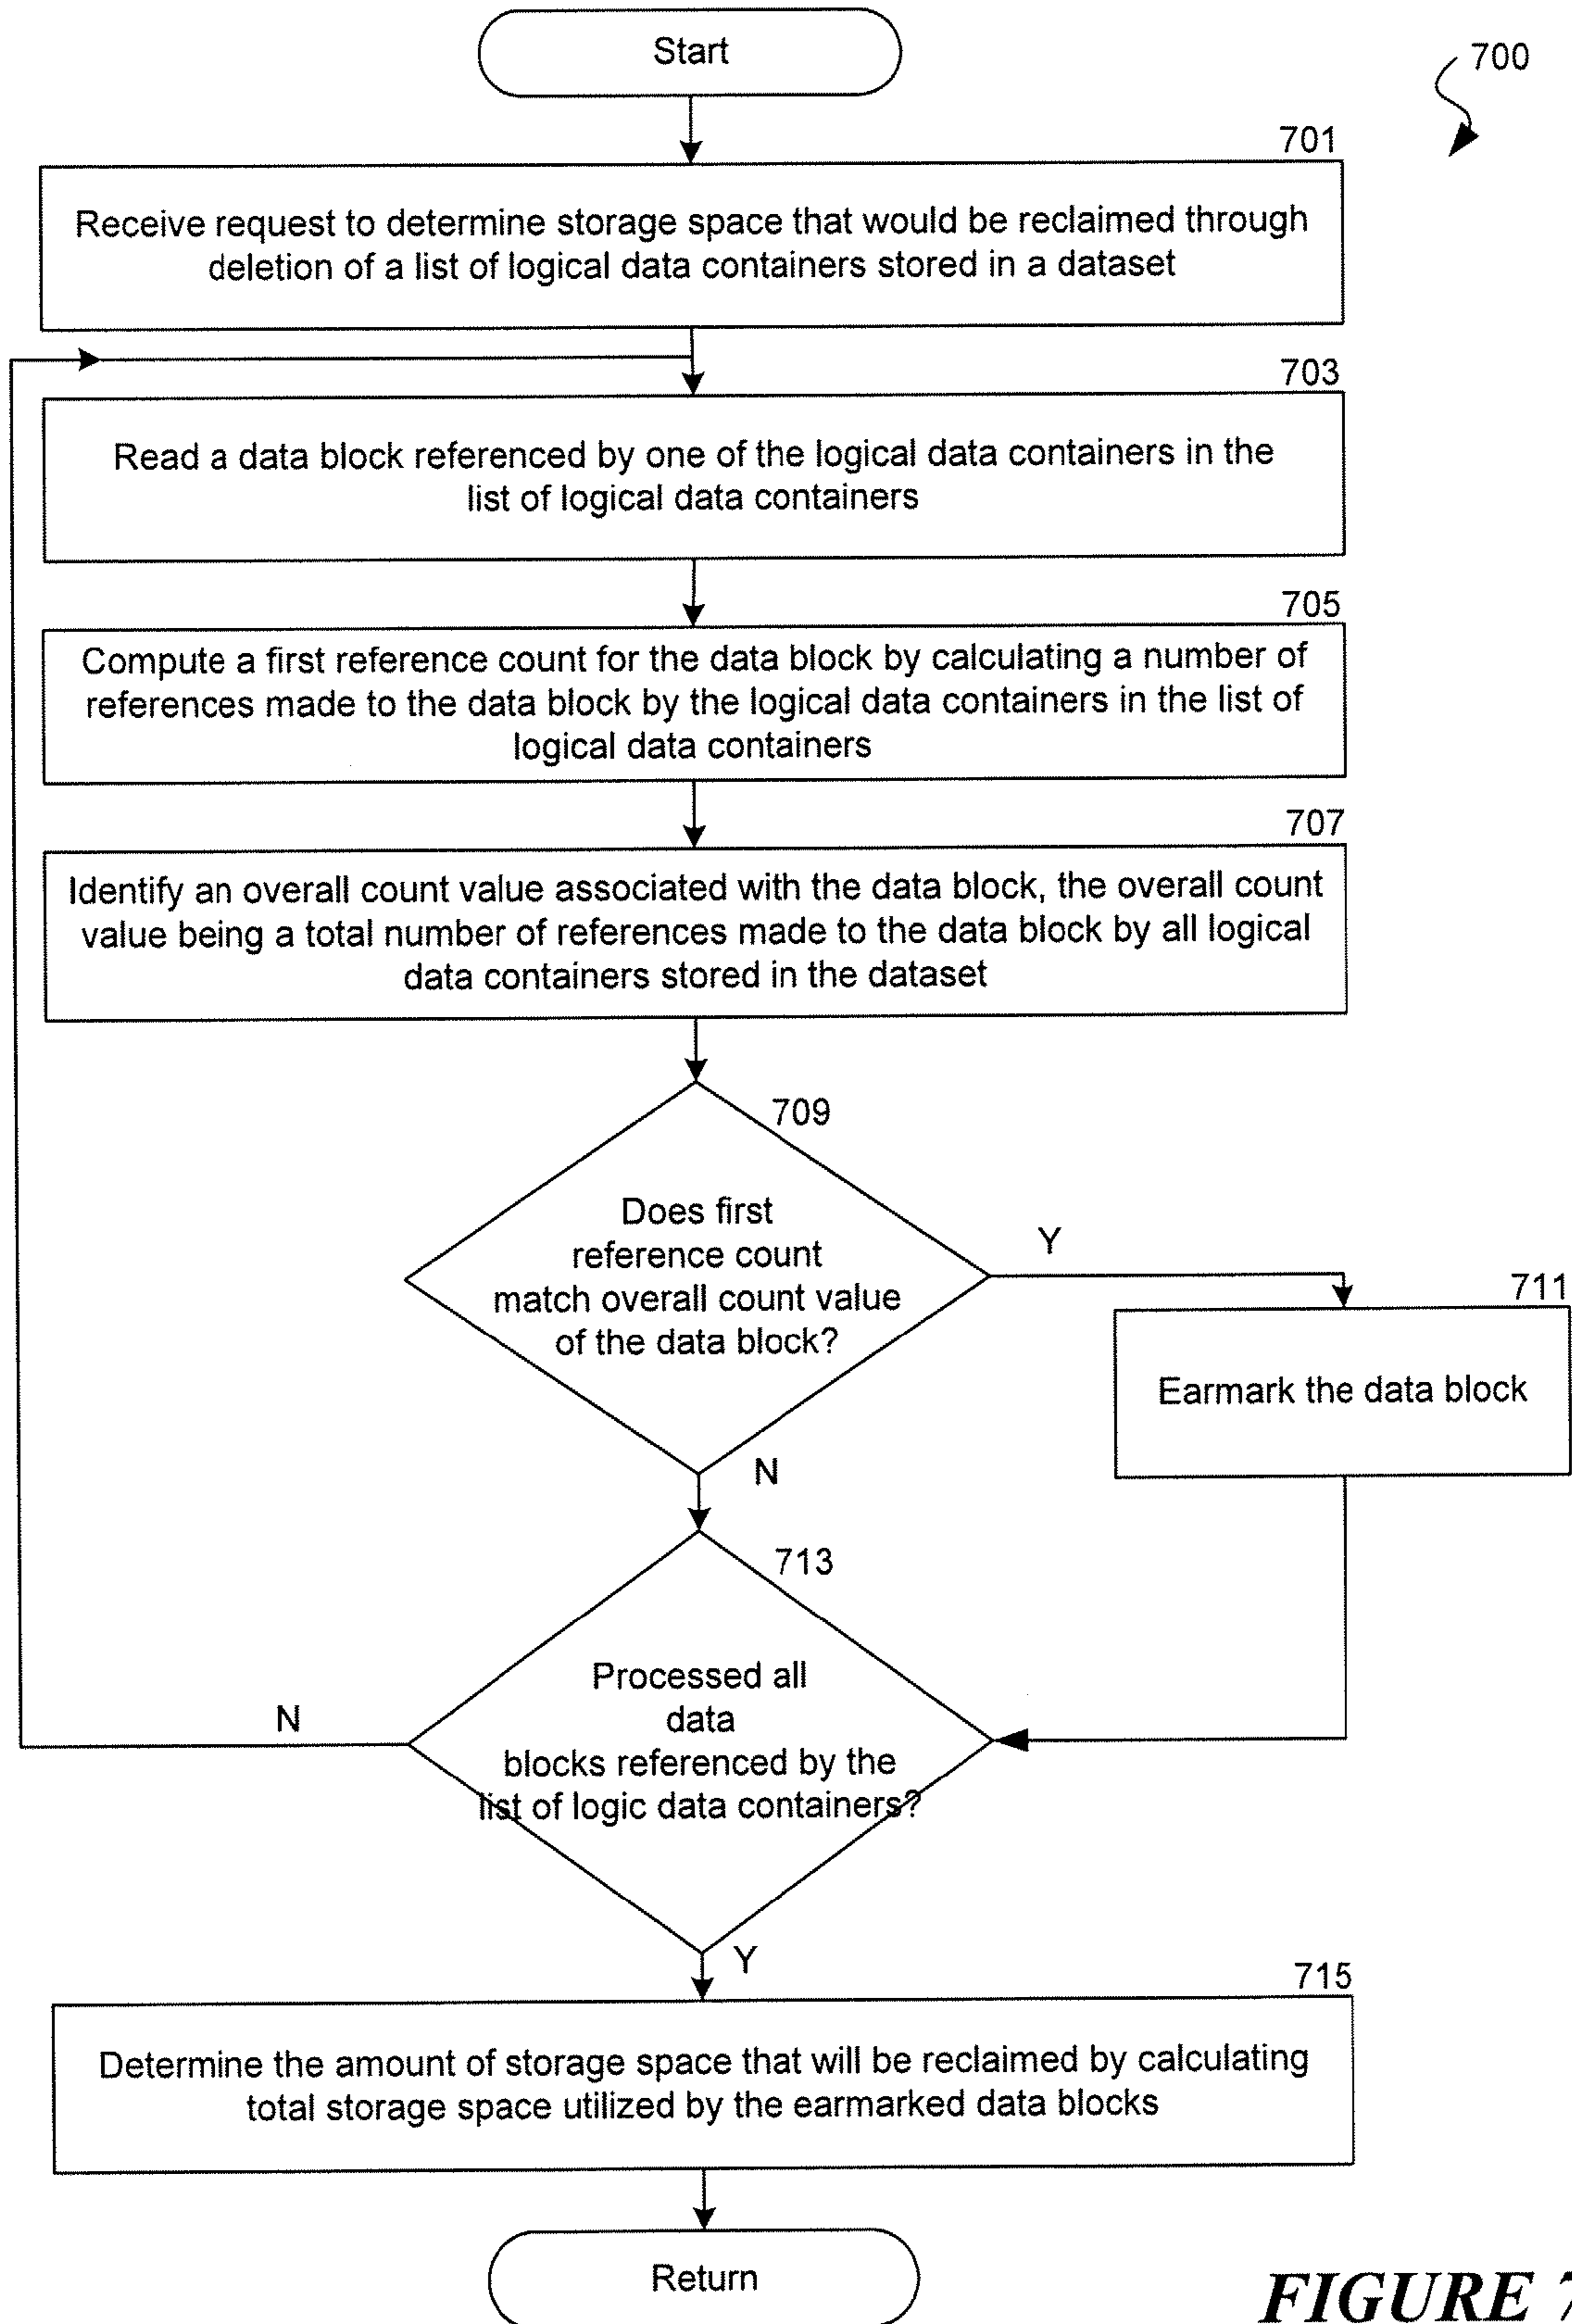 Start
700
701
Receive request to determine storage space that would be reclaimed through
deletion of a list of logical data containers stored in a dataset
703
Read a data block referenced by one of the logical data containers in the
list of logical data containers
705
Compute a first reference count for the data block by calculating a number of
references made to the data block by the logical data containers in the list of
logical data containers
707
Identify an overall count value associated with the data block, the overall count
value being a total number of references made to the data block by all logical
data containers stored in the dataset
709
Does first
reference count
match overall count value
of the data block?
Y
711
Earmark the data block
N
713
Processed all
data
blocks referenced by the
list of logic data containers?
N
Y
715
Determine the amount of storage space that will be reclaimed by calculating
total storage space utilized by the earmarked data blocks
Return
FIGURE 7